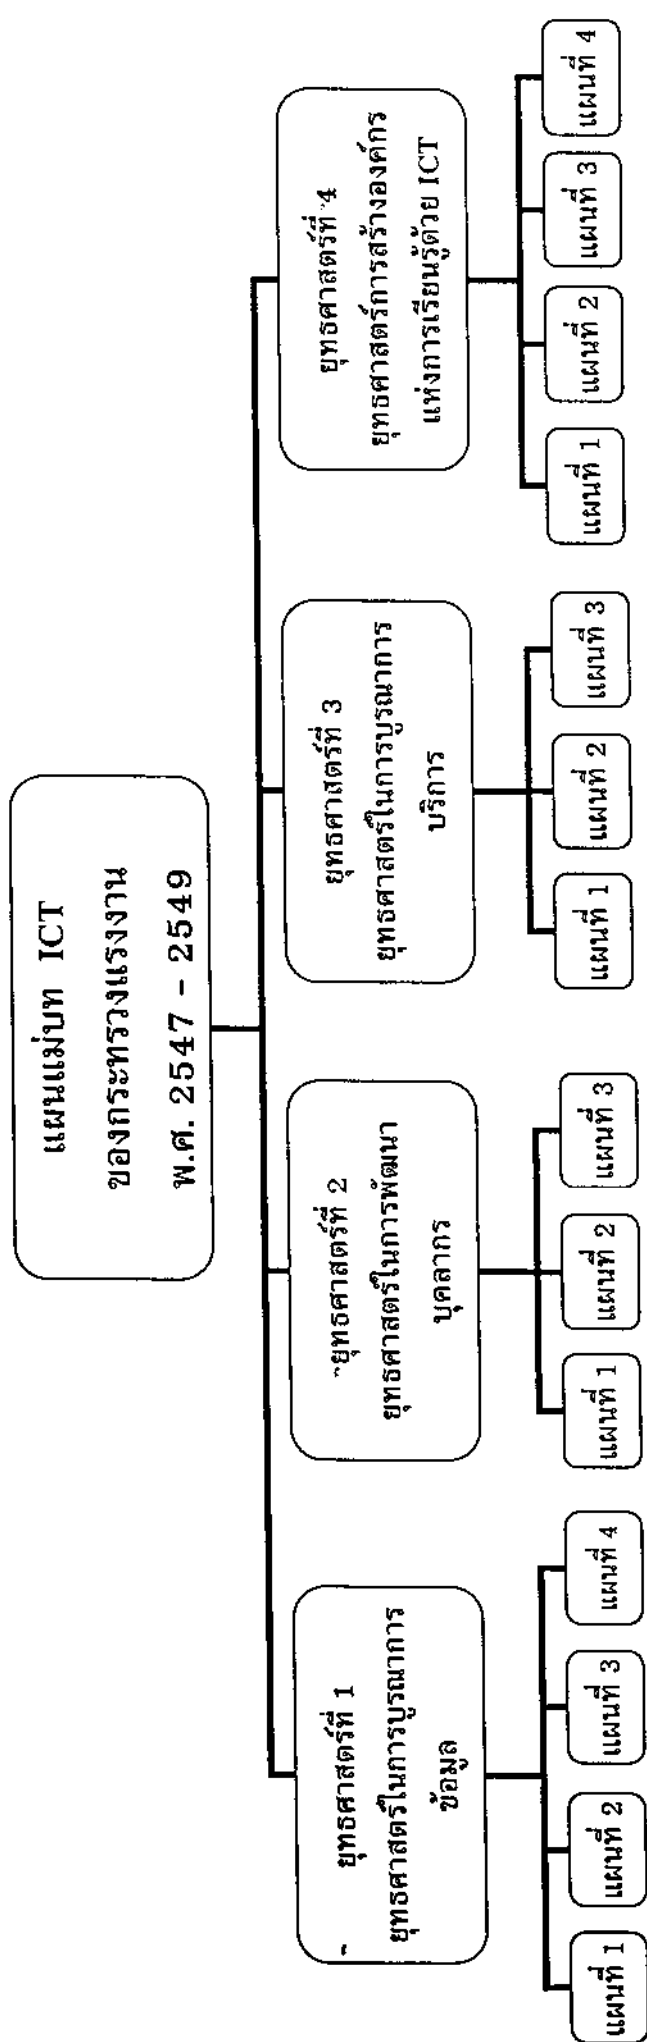 แผนแม่บท ICT
ของกระทรวงแรงงาน
พ.ศ. 2547 - 2549
ยุทธศาสตร์ที่ 1
ยุทธศาสตร์ในการบูรณาการ
ข้อมูล
แผนที่ 1
แผนที่ 2
แผนที่ 3
แผนที่ 4
ยุทธศาสตร์ที่ 2
ยุทธศาสตร์ในการพัฒนา
บุคลากร
แผนที่ 1
แผนที่ 2
แผนที่ 3
ยุทธศาสตร์ที่ 3
ยุทธศาสตร์ในการบูรณาการ
บริการ
แผนที่ 1
แผนที่ 2
แผนที่ 3
ยุทธศาสตร์ที่ 4
ยุทธศาสตร์การสร้างองค์กร
แห่งการเรียนรู้ด้วย ICT
แผนที่ 1
แผนที่ 2
แผนที่ 3
แผนที่ 4